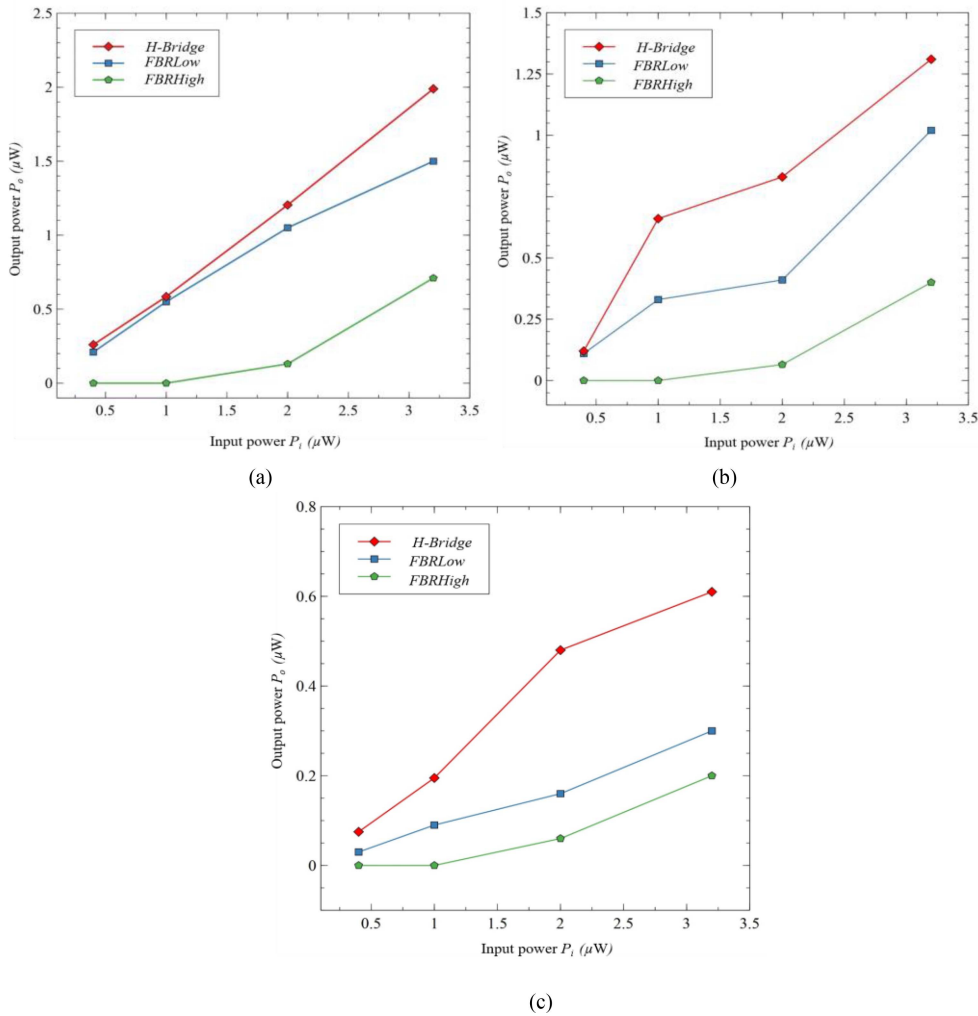 2.5
2
1.5
1
0.5
0
H-Bridge
FBRLow
FBRHigh
Output power Pₒ (μW)
0.5 1 1.5 2 2.5 3 3.5
Input power Pᵢ (μW)
(a)
1.5
1.25
1
0.5
0.25
0
H-Bridge
FBRLow
FBRHigh
Output power Pₒ (μW)
0.5 1 1.5 2 2.5 3 3.5
Input power Pᵢ (μW)
(b)
0.8
0.6
0.4
0.2
0
H-Bridge
FBRLow
FBRHigh
Output power Pₒ (μW)
0.5 1 1.5 2 2.5 3 3.5
Input power Pᵢ (μW)
(c)